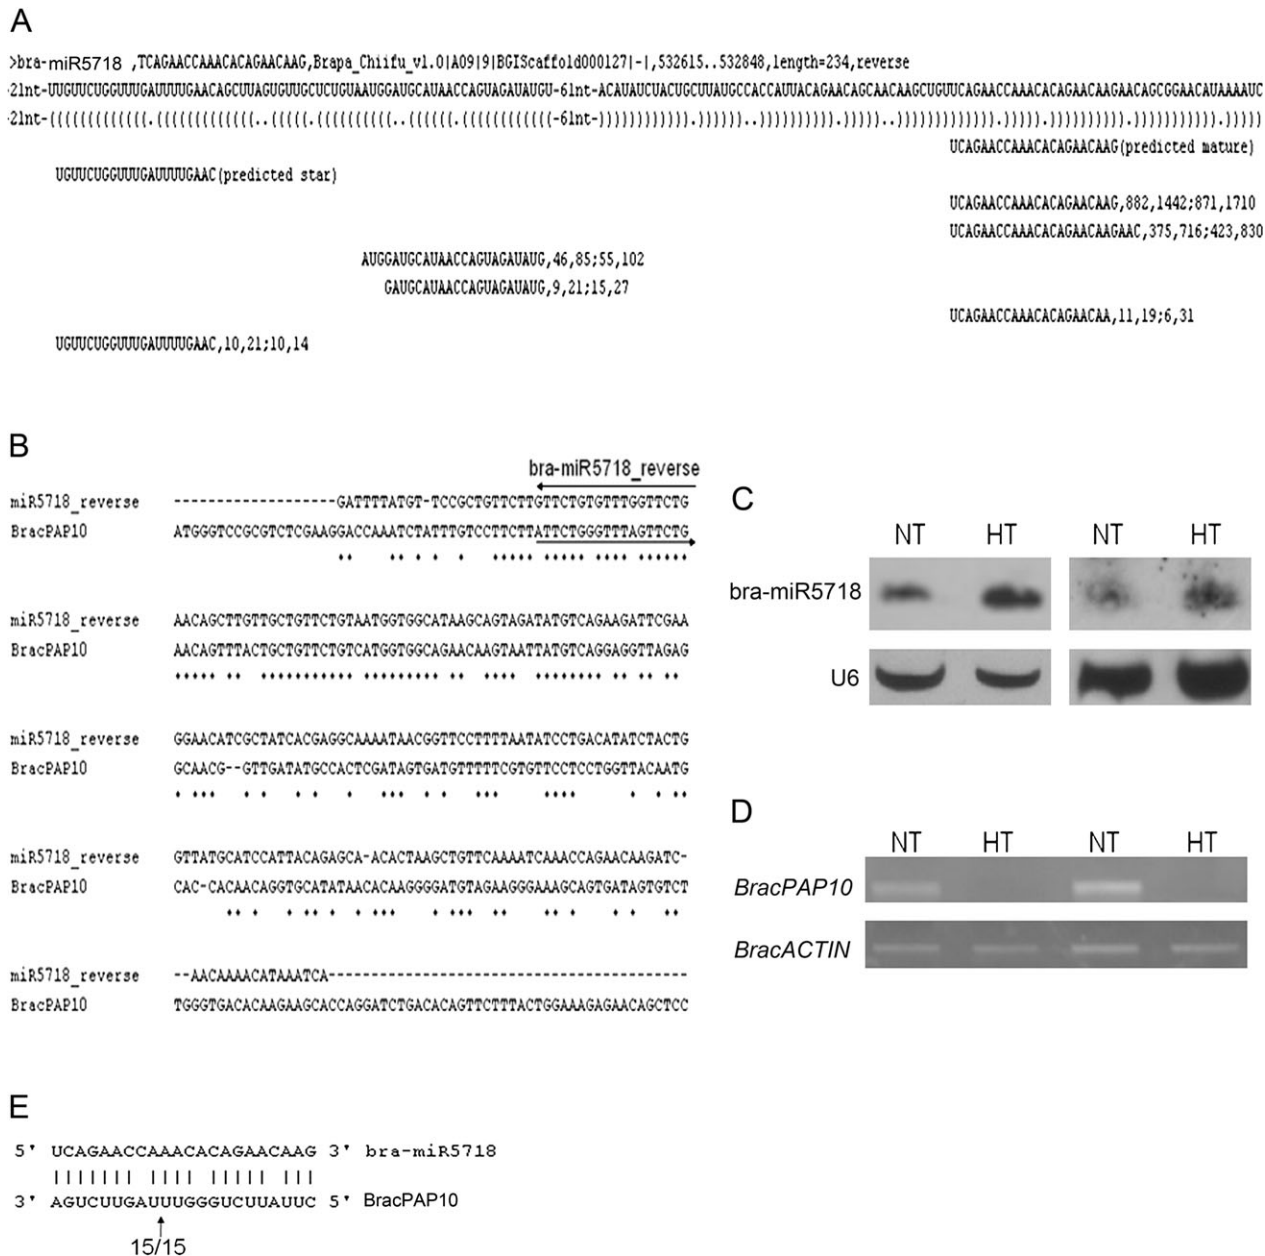 A
>bra-miR5718 ,TCAGAACCAAACACAGAACAAG,Brapa_Chiifu_v1.0|A09|9|BGIScaffold000127|-|,532615..532848,length=234,reverse
-21nt-UUGUUCUGGUUUGAUUUUGAACAGCUUAGUGUUGCUCUGUAAUGGAUGCAUAACCAGUAGAUAUGU-61nt-ACAUAUCUACUGCUUAUGCCACCAUUACAGAACAGCAACAAGCUGUUCAGAACCAAACACAGAACAAGAACAGCGGAACAUAAAAUC
-21nt-(((((((((((((.(((((((((((((..(((((.((((((((((..((((((.((((((((((((-61nt-)))))))))))).))))))..)))))))))).)))))..))))))))))))).))))).))))))))))).))))))))))).)))))
UCAGAACCAAACACAGAACAAG(predicted mature)
UGUUCUGGUUUGAUUUUGAAC(predicted star)
UCAGAACCAAACACAGAACAAG,882,1442;871,1710
UCAGAACCAAACACAGAACAAGAAC,375,716;423,830
AUGGAUGCAUAACCAGUAGAUAUG,46,85;55,102
GAUGCAUAACCAGUAGAUAUG,9,21;15,27
UCAGAACCAAACACAGAACAA,11,19;6,31
UGUUCUGGUUUGAUUUUGAAC,10,21;10,14
B
bra-miR5718_reverse
miR5718_reverse -------------------GATTTTATGT-TCCGCTGTTCTTGTTCTGTGTTTGGTTCTG
BracPAP10 ATGGGTCCGCGTCTCGAAGGACCAAATCTATTTGTCCTTCTTATTCTGGGTTTAGTTCTG
miR5718_reverse AACAGCTTGTTGCTGTTCTGTAATGGTGGCATAAGCAGTAGATATGTCAGAAGATTCGAA
BracPAP10 AACAGTTTACTGCTGTTCTGTCATGGTGGCAGAACAAGTAATTATGTCAGGAGGTTAGAG
miR5718_reverse GGAACATCGCTATCACGAGGCAAAATAACGGTTCCTTTTAATATCCTGACATATCTACTG
BracPAP10 GCAACG--GTTGATATGCCACTCGATAGTGATGTTTTTCGTGTTCCTCCTGGTTACAATG
miR5718_reverse GTTATGCATCCATTACAGAGCA-ACACTAAGCTGTTCAAAATCAAACCAGAACAAGATC-
BracPAP10 CAC-CACAACAGGTGCATATAACACAAGGGGATGTAGAAGGGAAAGCAGTGATAGTGTCT
miR5718_reverse --AACAAAACATAAATCA------------------------------------------
BracPAP10 TGGGTGACACAAGAAGCACCAGGATCTGACACAGTTCTTTACTGGAAAGAGAACAGCTCC
C
NT HT NT HT
bra-miR5718
U6
D
NT HT NT HT
BracPAP10
BracACTIN
E
5' UCAGAACCAAACACAGAACAAG 3' bra-miR5718
3' AGUCUUGAUUUGGGUCUUAUUC 5' BracPAP10
15/15